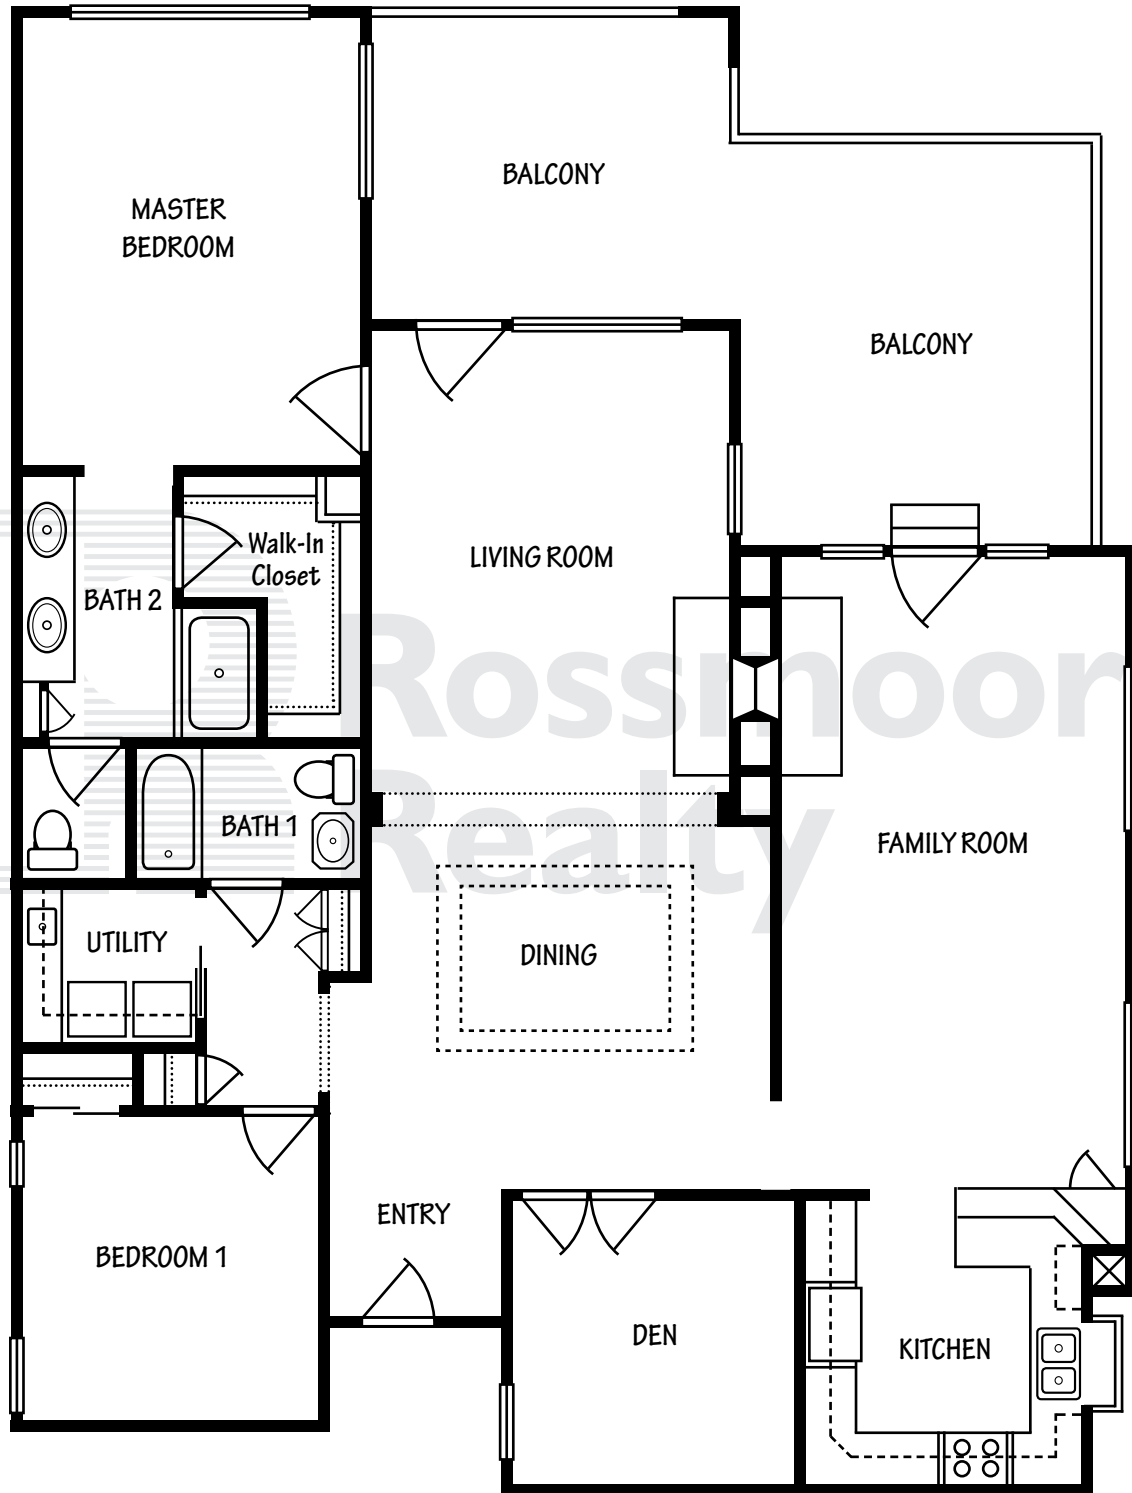 BALCONY
MASTER
BEDROOM
BALCONY
Walk-In
Closet
LIVING ROOM
BATH 2
Rossmoor
Realty
BATH 1
FAMILY ROOM
UTILITY
DINING
ENTRY
BEDROOM 1
DEN
KITCHEN